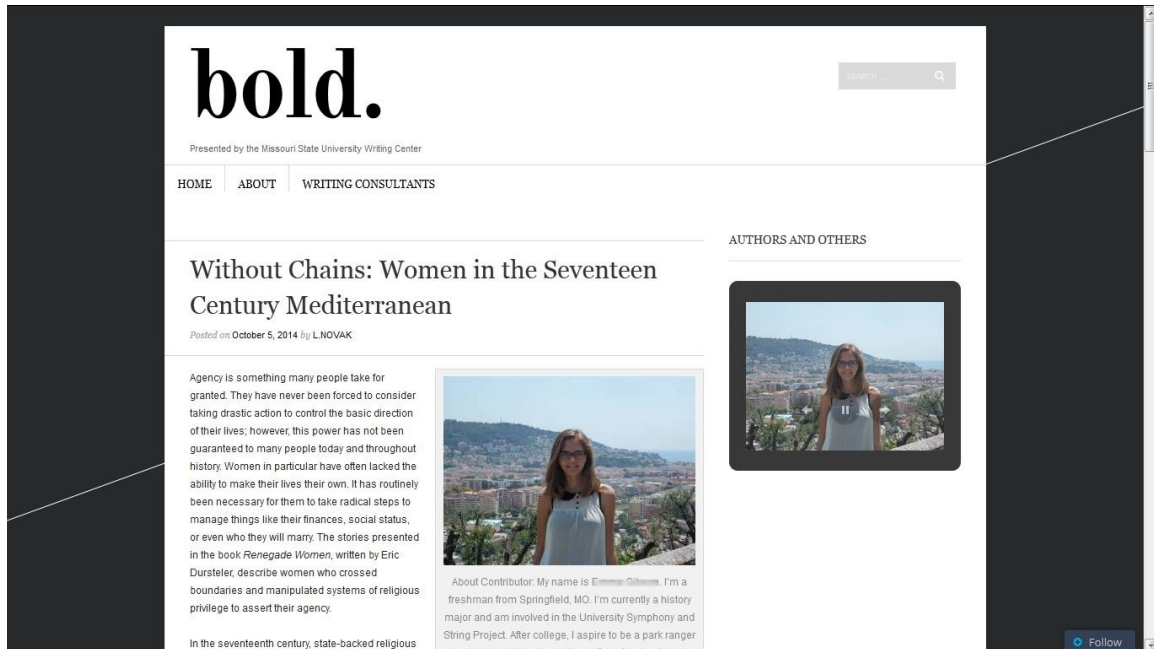 bold.
SEARCH ...
Presented by the Missouri State University Writing Center
HOME ABOUT WRITING CONSULTANTS
Without Chains: Women in the Seventeen
Century Mediterranean
Posted on October 5, 2014 by L.NOVAK
Agency is something many people take for
granted. They have never been forced to consider
taking drastic action to control the basic direction
of their lives; however, this power has not been
guaranteed to many people today and throughout
history. Women in particular have often lacked the
ability to make their lives their own. It has routinely
been necessary for them to take radical steps to
manage things like their finances, social status,
or even who they will marry. The stories presented
in the book Renegade Women, written by Eric
Dursteler, describe women who crossed
boundaries and manipulated systems of religious
privilege to assert their agency.
In the seventeenth century, state-backed religious
About Contributor: My name is . I'm a
freshman from Springfield, MO. I'm currently a history
major and am involved in the University Symphony and
String Project. After college, I aspire to be a park ranger
AUTHORS AND OTHERS
Follow